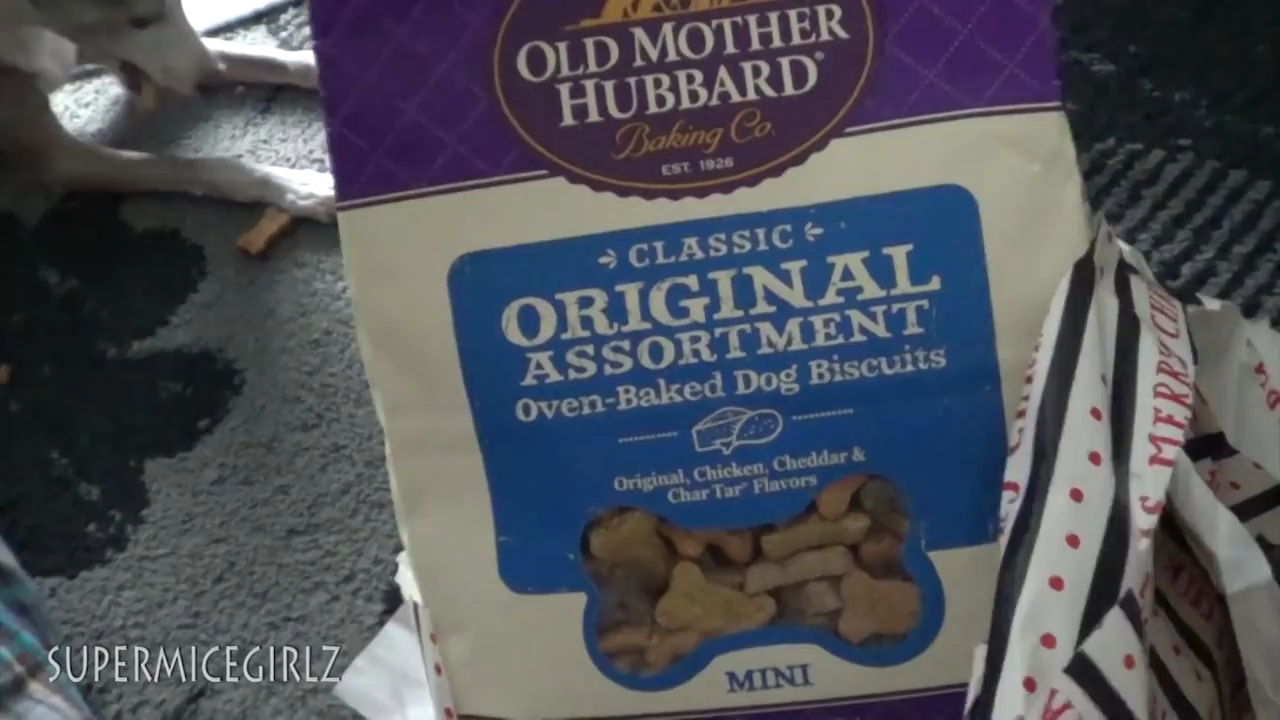 OLD MOTHER
HUBBARD®
Baking Co.
EST. 1926
CLASSIC
ORIGINAL
ASSORTMENT
Oven-Baked Dog Biscuits
Original, Chicken, Cheddar &
Char Tar® Flavors
MINI
MERRY
SUPERMICEGIRLZ